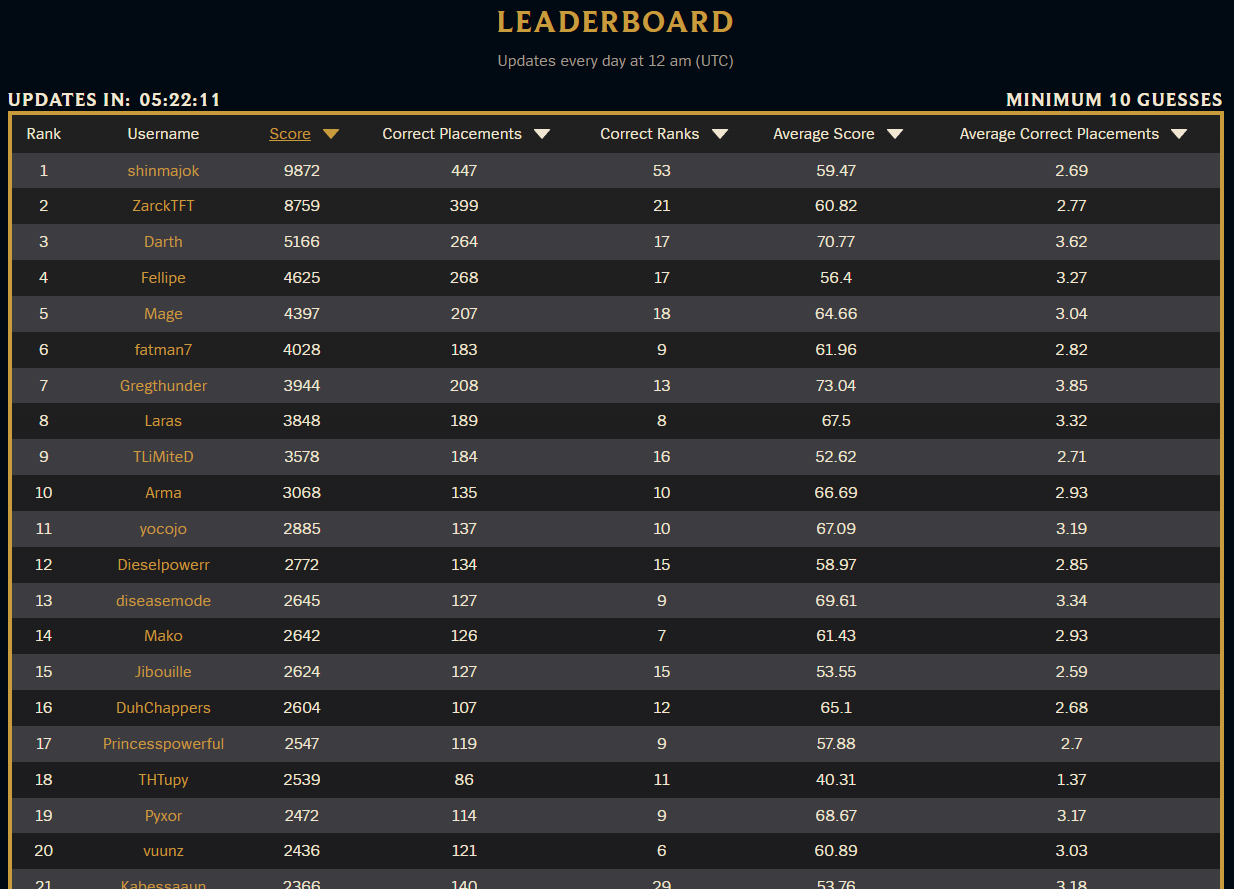 LEADERBOARD
Updates every day at 12 am (UTC)
UPDATES IN: 05:22:11 MINIMUM 10 GUESSES
Rank Username Score Correct Placements Correct Ranks Average Score Average Correct Placements
1 shinmajok 9872 447 53 59.47 2.69
2 ZarckTFT 8759 399 21 60.82 2.77
3 Darth 5166 264 17 70.77 3.62
4 Fellipe 4625 268 17 56.4 3.27
5 Mage 4397 207 18 64.66 3.04
6 fatman7 4028 183 9 61.96 2.82
7 Gregthunder 3944 208 13 73.04 3.85
8 Laras 3848 189 8 67.5 3.32
9 TLiMiteD 3578 184 16 52.62 2.71
10 Arma 3068 135 10 66.69 2.93
11 yocojo 2885 137 10 67.09 3.19
12 Dieselpowerr 2772 134 15 58.97 2.85
13 diseasemode 2645 127 9 69.61 3.34
14 Mako 2642 126 7 61.43 2.93
15 Jibouille 2624 127 15 53.55 2.59
16 DuhChappers 2604 107 12 65.1 2.68
17 Princesspowerful 2547 119 9 57.88 2.7
18 THTupy 2539 86 11 40.31 1.37
19 Pyxor 2472 114 9 68.67 3.17
20 vuunz 2436 121 6 60.89 3.03
21 Kabessaaun 2366 140 29 53.76 3.18